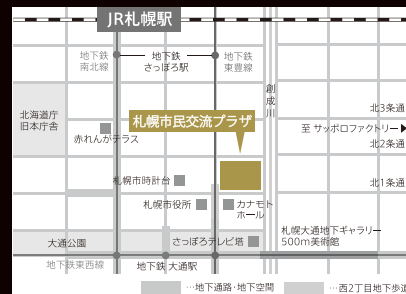 JR札幌駅
地下鉄
南北線
地下鉄
さっぽろ駅
地下鉄
東豊線
創成川
北海道庁
旧本庁舎
赤れんがテラス
札幌市民交流プラザ
北3条通
至 サッポロファクトリー▶
北2条通
札幌市時計台
北1条通
札幌市役所
カナモト
ホール
大通公園
さっぽろテレビ塔
札幌大通地下ギャラリー
500m美術館
地下鉄東西線
地下鉄 大通駅
…地下通路・地下空間
…西2丁目地下歩道